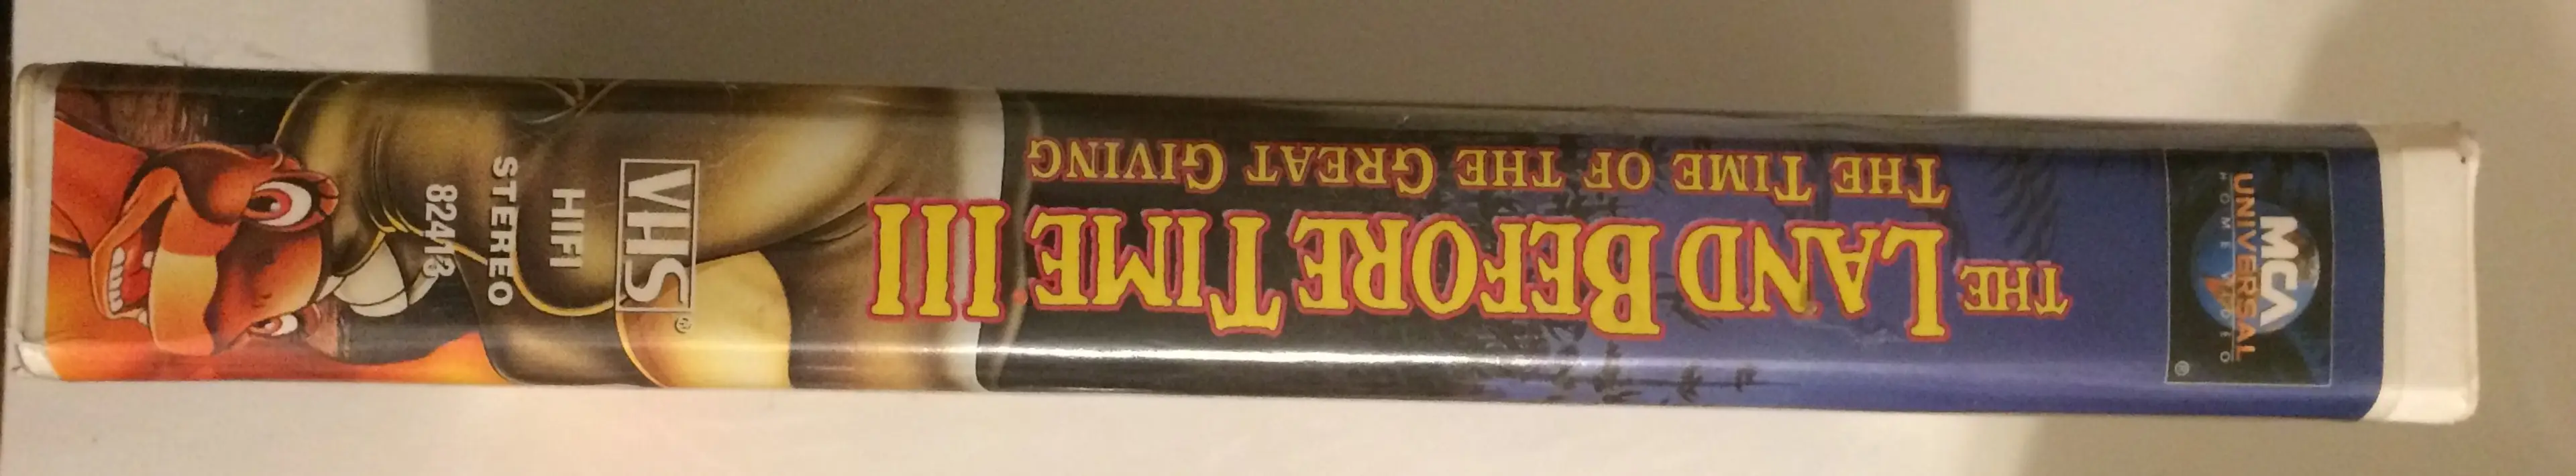 MCA
UNIVERSAL
HOME VIDEO
®
THE LAND BEFORE TIME III
THE TIME OF THE GREAT GIVING
VHS®
HIFI
STEREO
82413